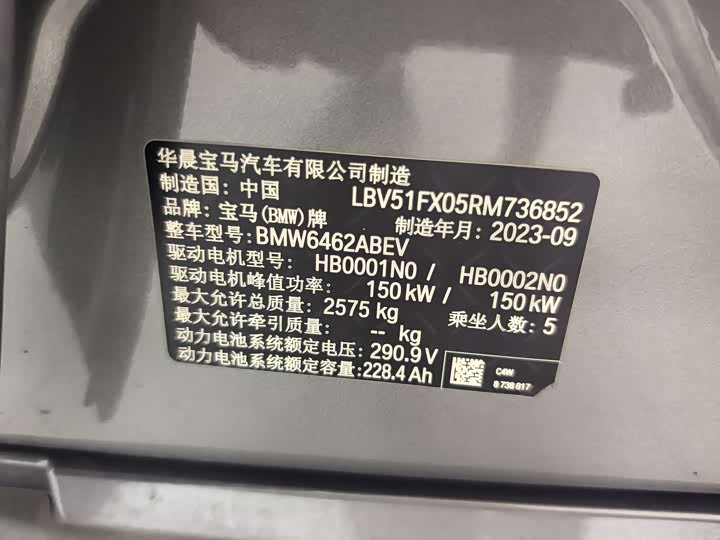 华晨宝马汽车有限公司制造
制造国: 中国 LBV51FX05RM736852
品牌: 宝马(BMW)牌 制造年月: 2023-09
整车型号: BMW6462ABEV
驱动电机型号: HB0001N0 / HB0002N0
驱动电机峰值功率: 150 kW / 150 kW
最大允许总质量: 2575 kg 乘坐人数: 5
最大允许牵引质量: -- kg
动力电池系统额定电压: 290.9 V
动力电池系统额定容量: 228.4 Ah
C4W
8 738 817